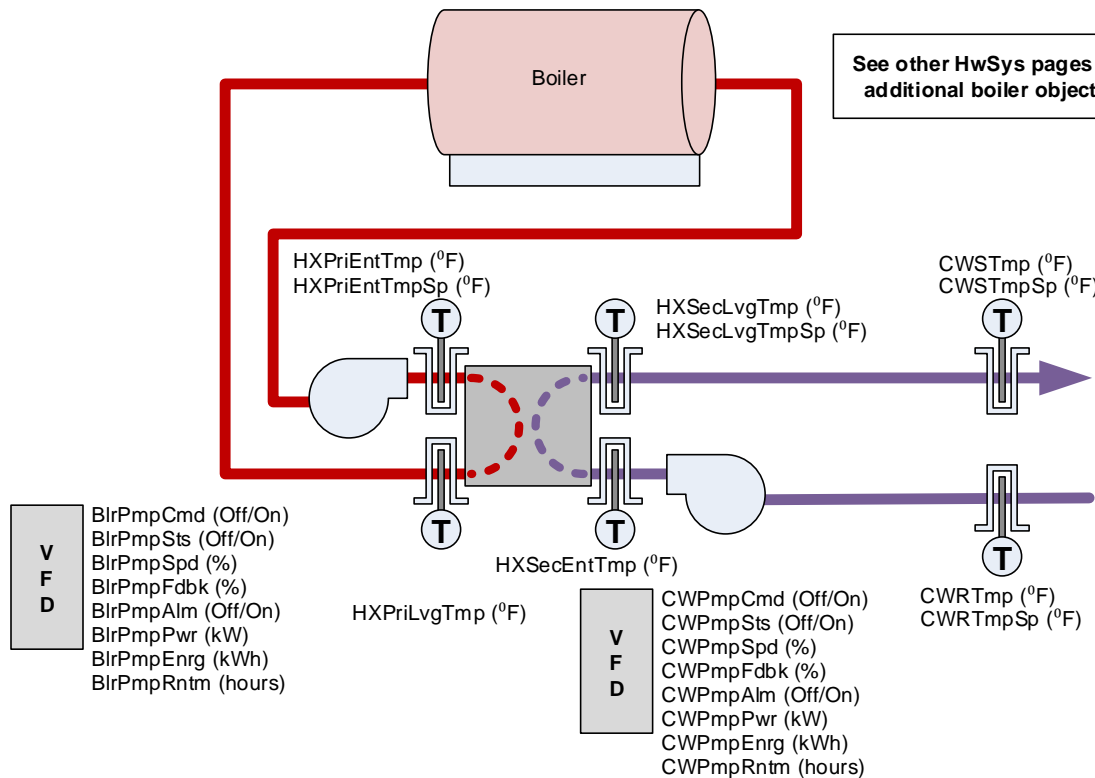 Boiler
See other HwSys pages
additional boiler object
HXPriEntTmp (⁰F)
HXPriEntTmpSp (⁰F)
T
HXSecLvgTmp (⁰F)
HXSecLvgTmpSp (⁰F)
T
CWSTmp (⁰F)
CWSTmpSp (⁰F)
T
T
HXPriLvgTmp (⁰F)
T
HXSecEntTmp (⁰F)
T
CWRTmp (⁰F)
CWRTmpSp (⁰F)
V
F
D
BlrPmpCmd (Off/On)
BlrPmpSts (Off/On)
BlrPmpSpd (%)
BlrPmpFdbk (%)
BlrPmpAlm (Off/On)
BlrPmpPwr (kW)
BlrPmpEnrg (kWh)
BlrPmpRntm (hours)
V
F
D
CWPmpCmd (Off/On)
CWPmpSts (Off/On)
CWPmpSpd (%)
CWPmpFdbk (%)
CWPmpAlm (Off/On)
CWPmpPwr (kW)
CWPmpEnrg (kWh)
CWPmpRntm (hours)